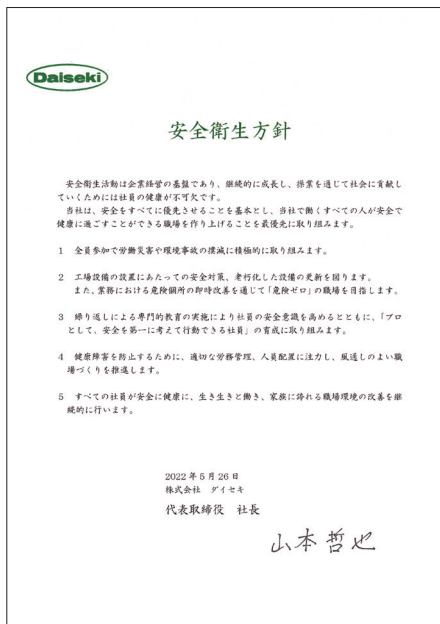 Daiseki
安全衛生方針
安全衛生活動は企業経営の基盤であり、継続的に成長し、操業を通じて社会に貢献し
ていくためには社員の健康が不可欠です。
当社は、安全をすべてに優先させることを基本とし、当社で働くすべての人が安全で
健康に過ごすことができる職場を作り上げることを最優先に取り組みます。
1 全員参加で労働災害や環境事故の撲滅に積極的に取り組みます。
2 工場設備の設置にあたっての安全対策、老朽化した設備の更新を図ります。
また、業務における危険個所の即時改善を通じて「危険ゼロ」の職場を目指します。
3 繰り返しによる専門的教育の実施により社員の安全意識を高めるとともに、「プロ
として、安全を第一に考えて行動できる社員」の育成に取り組みます。
4 健康障害を防止するために、適切な労務管理、人員配置に注力し、風通しのよい職
場づくりを推進します。
5 すべての社員が安全に健康に、生き生きと働き、家族に誇れる職場環境の改善を継
続的に行います。
2022年5月26日
株式会社 ダイセキ
代表取締役 社長
山本哲也